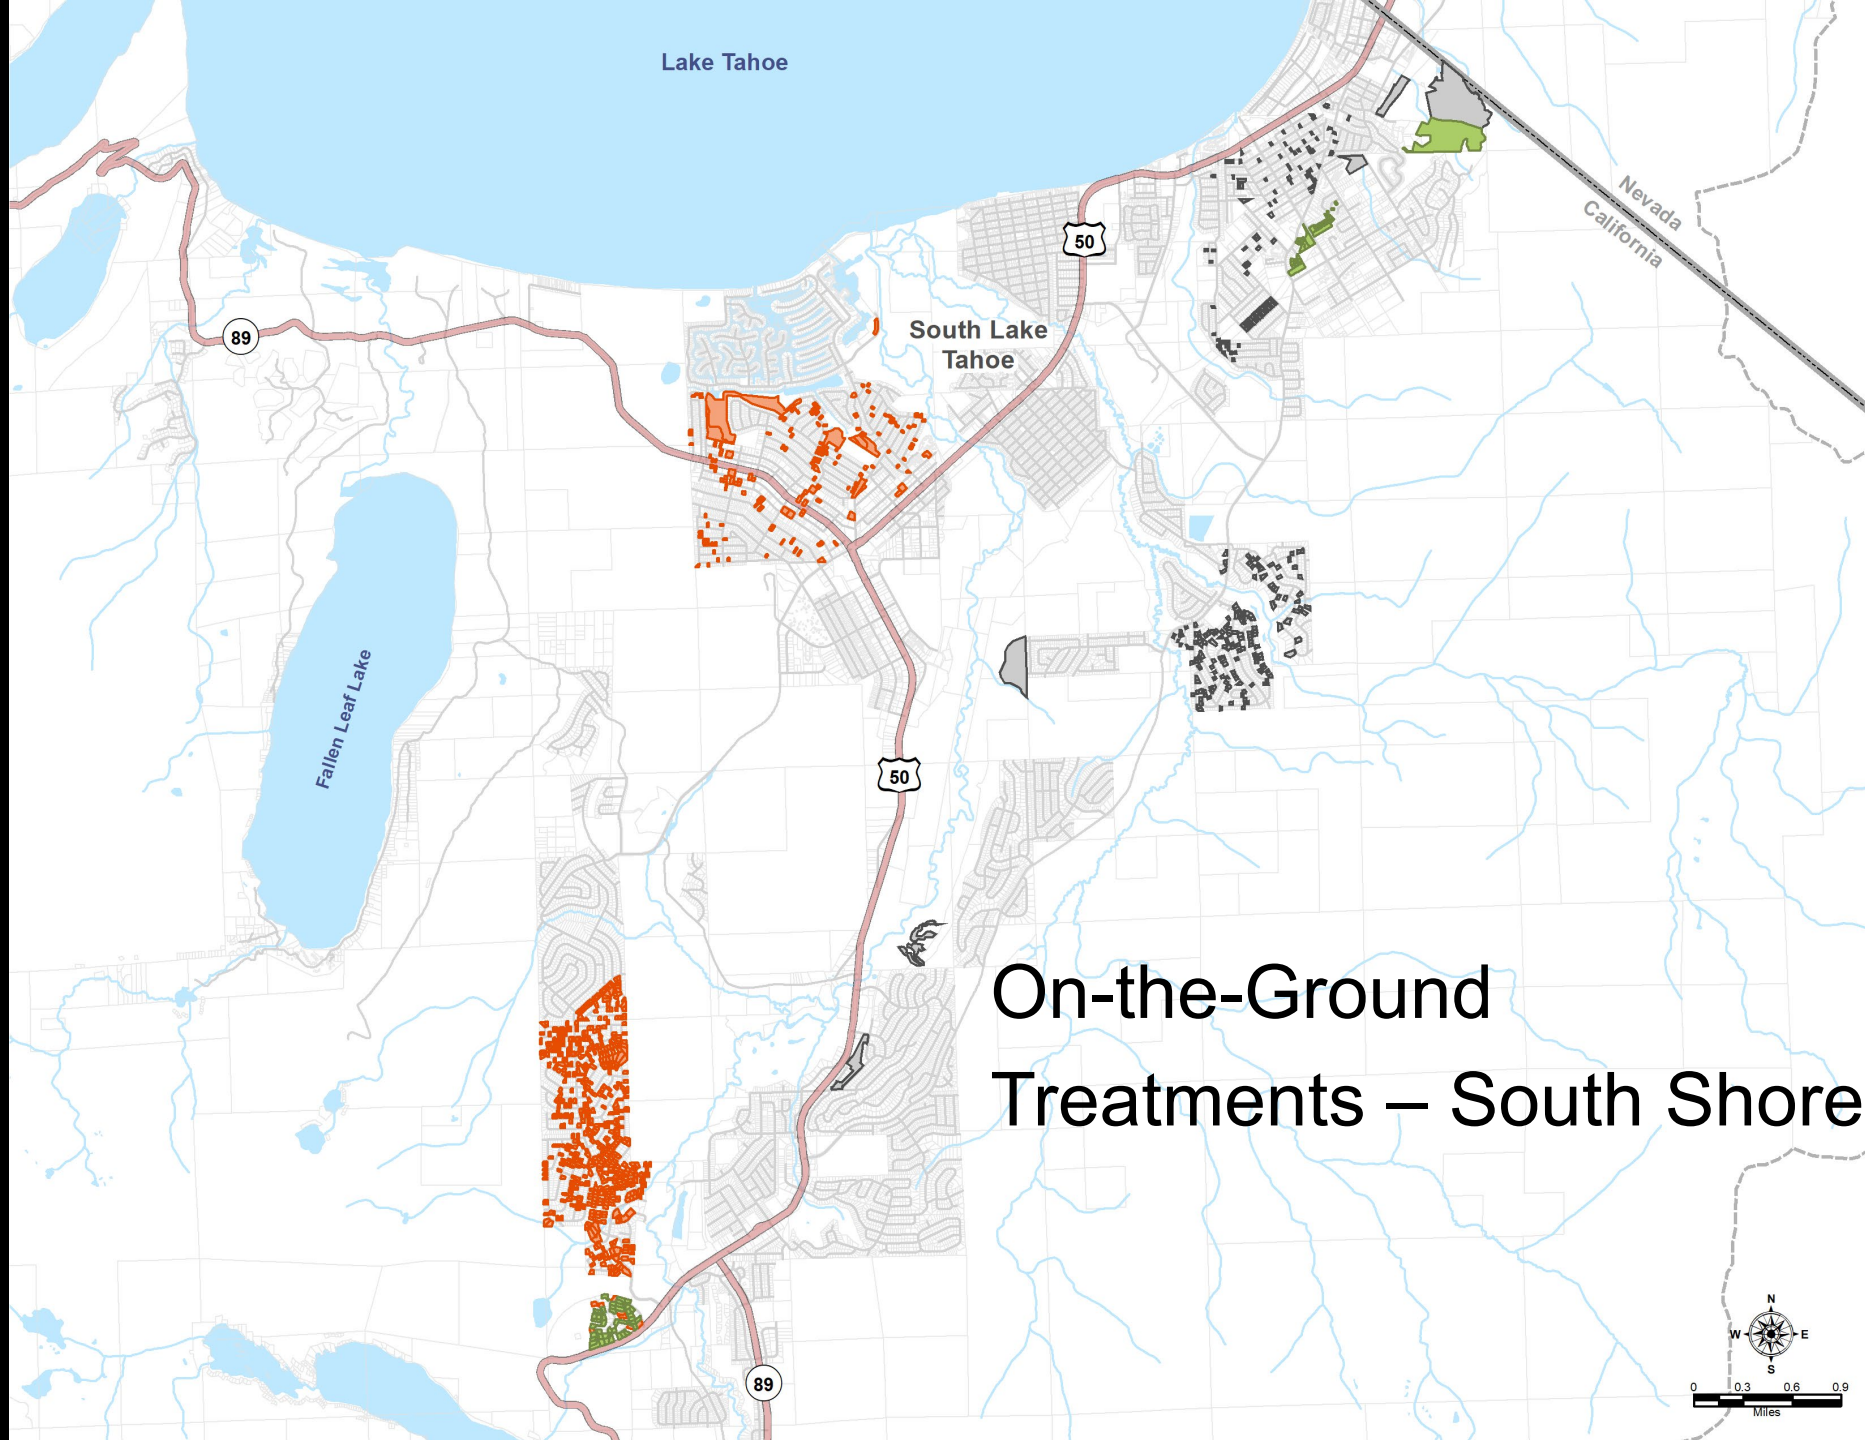 Lake Tahoe
Nevada
California
50
South Lake
Tahoe
89
Fallen Leaf Lake
50
On-the-Ground
Treatments – South Shore
N
W
E
S
89
0 0.3 0.6 0.9
Miles